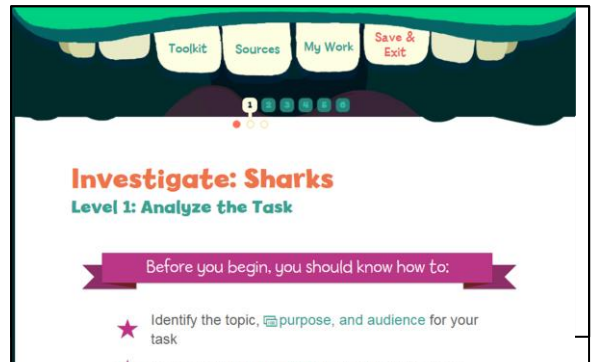 Toolkit
Sources
My Work
Save &
Exit
1 2 3 4 5 6
Investigate: Sharks
Level 1: Analyze the Task
Before you begin, you should know how to:
Identify the topic, purpose, and audience for your
task